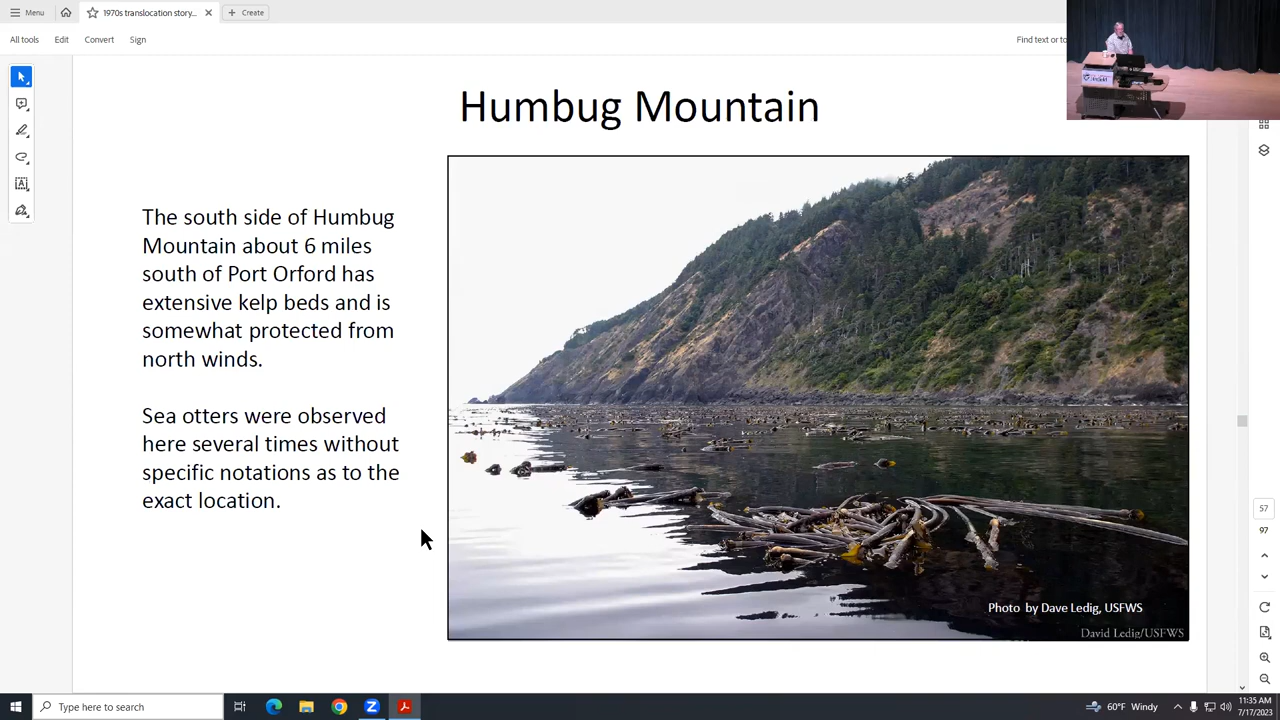 Menu
1970s translocation story...
Create
All tools
Edit
Convert
Sign
Find text or to
Humbug Mountain
The south side of Humbug
Mountain about 6 miles
south of Port Orford has
extensive kelp beds and is
somewhat protected from
north winds.
Sea otters were observed
here several times without
specific notations as to the
exact location.
Photo by Dave Ledig, USFWS
David Ledig/USFWS
57
97
Type here to search
60°F Windy
11:35 AM
7/17/2023